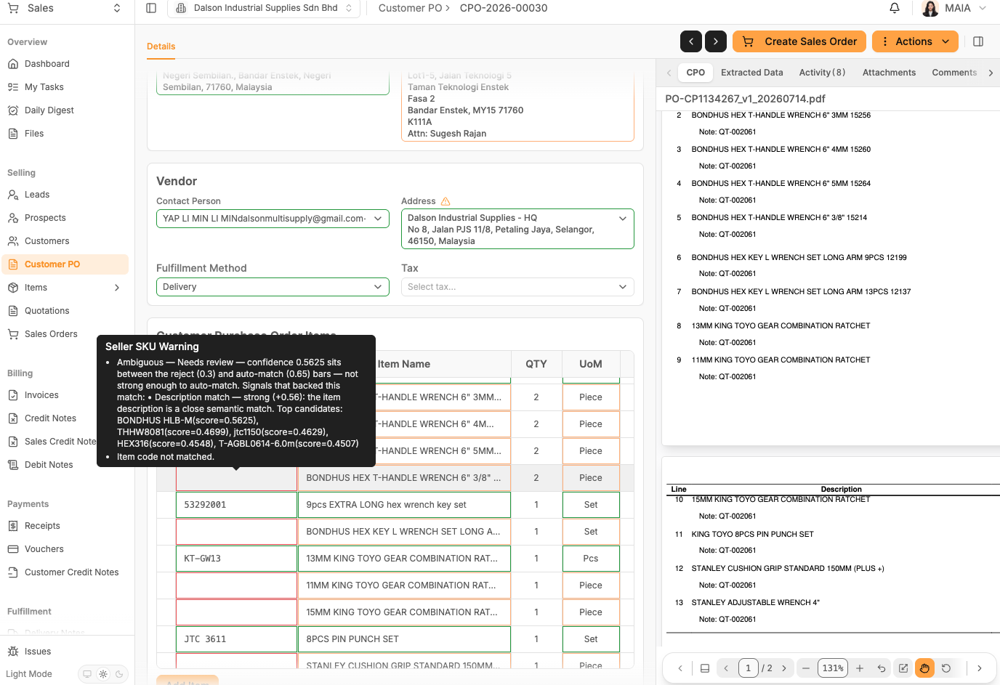 Sales
Dalson Industrial Supplies Sdn Bhd
Customer PO
CPO-2026-00030
MAIA
Overview
Dashboard
My Tasks
Daily Digest
Files
Selling
Leads
Prospects
Customers
Customer PO
Items
Quotations
Sales Orders
Billing
Invoices
Credit Notes
Sales Credit Note
Debit Notes
Payments
Receipts
Vouchers
Customer Credit Notes
Fulfillment
Delivery Notes
Issues
Light Mode
Details
Create Sales Order
Actions
Negeri Sembilan., Bandar Enstek, Negeri
Sembilan, 71760, Malaysia
Lot1-5, Jalan Teknologi 5
Taman Teknologi Enstek
Fasa 2
Bandar Enstek, MY15 71760
K111A
Attn: Sugesh Rajan
Vendor
Contact Person
YAP LI MIN LI MINdalsonmultisupply@gmail.com-
Address
Dalson Industrial Supplies - HQ
No 8, Jalan PJS 11/8, Petaling Jaya, Selangor,
46150, Malaysia
Fulfillment Method
Delivery
Tax
Select tax...
Customer Purchase Order Items
Seller SKU Warning
• Ambiguous — Needs review — confidence 0.5625 sits
between the reject (0.3) and auto-match (0.65) bars — not
strong enough to auto-match. Signals that backed this
match: • Description match — strong (+0.56): the item
description is a close semantic match. Top candidates:
BONDHUS HLB-M(score=0.5625),
THHW8081(score=0.4699), jtc1150(score=0.4629),
HEX316(score=0.4548), T-AGBL0614-6.0m(score=0.4507)
• Item code not matched.
Item Name QTY UoM
T-HANDLE WRENCH 6" 3MM... 2 Piece
T-HANDLE WRENCH 6" 4M... 2 Piece
T-HANDLE WRENCH 6" 5MM... 2 Piece
BONDHUS HEX T-HANDLE WRENCH 6" 3/8" ... 2 Piece
53292001 9pcs EXTRA LONG hex wrench key set 1 Set
BONDHUS HEX KEY L WRENCH SET LONG A... 1 Set
KT-GW13 13MM KING TOYO GEAR COMBINATION RAT... 1 Pcs
11MM KING TOYO GEAR COMBINATION RAT... 1 Piece
15MM KING TOYO GEAR COMBINATION RAT... 1 Piece
JTC 3611 8PCS PIN PUNCH SET 1 Set
STANLEY CUSHION GRIP STANDARD 150MM... 1 Piece
Add Item
CPO
Extracted Data
Activity(8)
Attachments
Comments
PO-CP1134267_v1_20260714.pdf
2 BONDHUS HEX T-HANDLE WRENCH 6" 3MM 15256
Note: QT-002061
3 BONDHUS HEX T-HANDLE WRENCH 6" 4MM 15260
Note: QT-002061
4 BONDHUS HEX T-HANDLE WRENCH 6" 5MM 15264
Note: QT-002061
5 BONDHUS HEX T-HANDLE WRENCH 6" 3/8" 15214
Note: QT-002061
6 BONDHUS HEX KEY L WRENCH SET LONG ARM 9PCS 12199
Note: QT-002061
7 BONDHUS HEX KEY L WRENCH SET LONG ARM 13PCS 12137
Note: QT-002061
8 13MM KING TOYO GEAR COMBINATION RATCHET
Note: QT-002061
9 11MM KING TOYO GEAR COMBINATION RATCHET
Note: QT-002061
Line Description
10 15MM KING TOYO GEAR COMBINATION RATCHET
Note: QT-002061
11 KING TOYO 8PCS PIN PUNCH SET
Note: QT-002061
12 STANLEY CUSHION GRIP STANDARD 150MM (PLUS +)
Note: QT-002061
13 STANLEY ADJUSTABLE WRENCH 4"
Note: QT-002061
1 / 2
131%